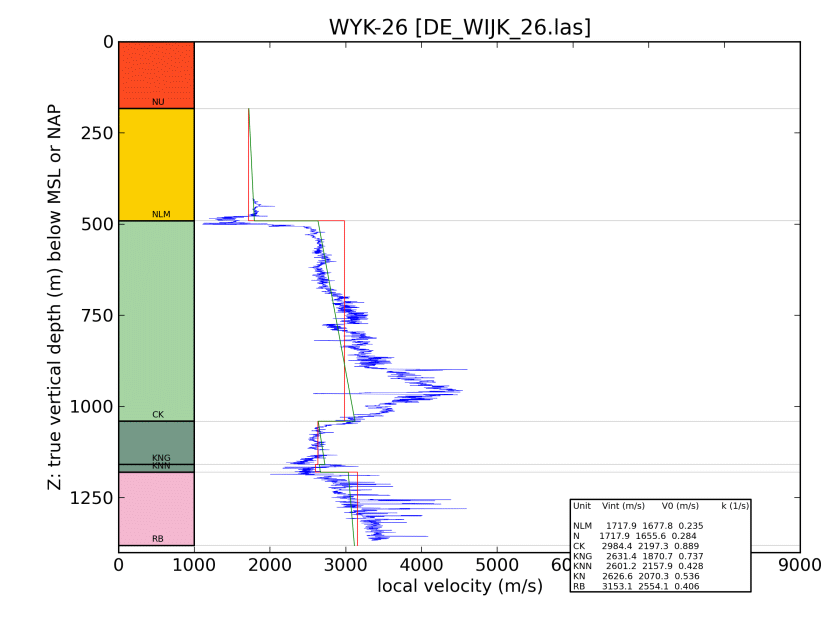 WYK-26 [DE_WIJK_26.las]
Z: true vertical depth (m) below MSL or NAP
0
250
500
750
1000
1250
NU
NLM
CK
KNG
KNN
RB
0 1000 2000 3000 4000 5000 9000
local velocity (m/s)
Unit Vint (m/s) V0 (m/s) k (1/s)
NLM 1717.9 1677.8 0.235
N 1717.9 1655.6 0.284
CK 2984.4 2197.3 0.889
KNG 2631.4 1870.7 0.737
KNN 2601.2 2157.9 0.428
KN 2626.6 2070.3 0.536
RB 3153.1 2554.1 0.406